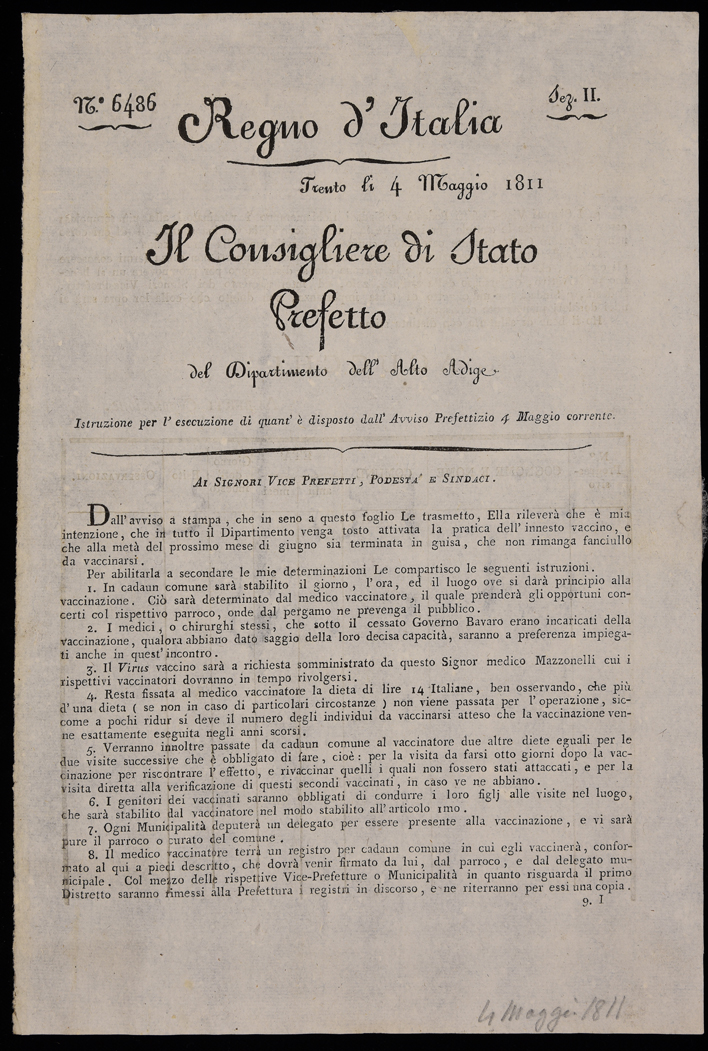 N.° 6486
Sez. II.
Regno d' Italia
Trento li 4 Maggio 1811
Il Consigliere di Stato
Prefetto
del Dipartimento dell' Alto Adige.
Istruzione per l' esecuzione di quant' è disposto dall' Avviso Prefettizio 4 Maggio corrente.
AI SIGNORI VICE PREFETTI, PODESTA' E SINDACI.
Dall' avviso a stampa, che in seno a questo foglio Le trasmetto, Ella rileverà che è mia
intenzione, che in tutto il Dipartimento venga tosto attivata la pratica dell' innesto vaccino, e
che alla metà del prossimo mese di giugno sia terminata in guisa, che non rimanga fanciullo
da vaccinarsi.
Per abilitarla a secondare le mie determinazioni Le compartisco le seguenti istruzioni.
1. In cadaun comune sarà stabilito il giorno, l' ora, ed il luogo ove si darà principio alla
vaccinazione. Ciò sarà determinato dal medico vaccinatore, il quale prenderà gli opportuni con-
certi col rispettivo parroco, onde dal pergamo ne prevenga il pubblico.
2. I medici, o chirurghi stessi, che sotto il cessato Governo Bavaro erano incaricati della
vaccinazione, qualora abbiano dato saggio della loro decisa capacità, saranno a preferenza impiega-
ti anche in quest' incontro.
3. Il Virus vaccino sarà a richiesta somministrato da questo Signor medico Mazzonelli cui i
rispettivi vaccinatori dovranno in tempo rivolgersi.
4. Resta fissata al medico vaccinatore la dieta di lire 14 Italiane, ben osservando, che più
d' una dieta ( se non in caso di particolari circostanze ) non viene passata per l' operazione, sic-
come a pochi ridur si deve il numero degli individui da vaccinarsi atteso che la vaccinazione ven-
ne esattamente eseguita negli anni scorsi.
5. Verranno innoltre passate da cadaun comune al vaccinatore due altre diete eguali per le
due visite successive che è obbligato di fare, cioè: per la visita da farsi otto giorni dopo la vac-
cinazione per riscontrare l' effetto, e rivaccinar quelli i quali non fossero stati attaccati, e per la
visita diretta alla verificazione di questi secondi vaccinati, in caso ve ne abbiano.
6. I genitori dei vaccinati saranno obbligati di condurre i loro figlj alle visite nel luogo,
che sarà stabilito dal vaccinatore nel modo stabilito all' articolo 1mo.
7. Ogni Municipalità deputerà un delegato per essere presente alla vaccinazione, e vi sarà
pure il parroco o curato del comune.
8. Il medico vaccinatore terrà un registro per cadaun comune in cui egli vaccinerà, confor-
mato al qui a piedi descritto, che dovrà venir firmato da lui, dal parroco, e dal delegato mu-
nicipale. Col mezzo delle rispettive Vice-Prefetture o Municipalità in quanto risguarda il primo
Distretto saranno rimessi alla Prefettura i registri in discorso, e ne riterranno per essi una copia.
9. I
4 Maggio 1811